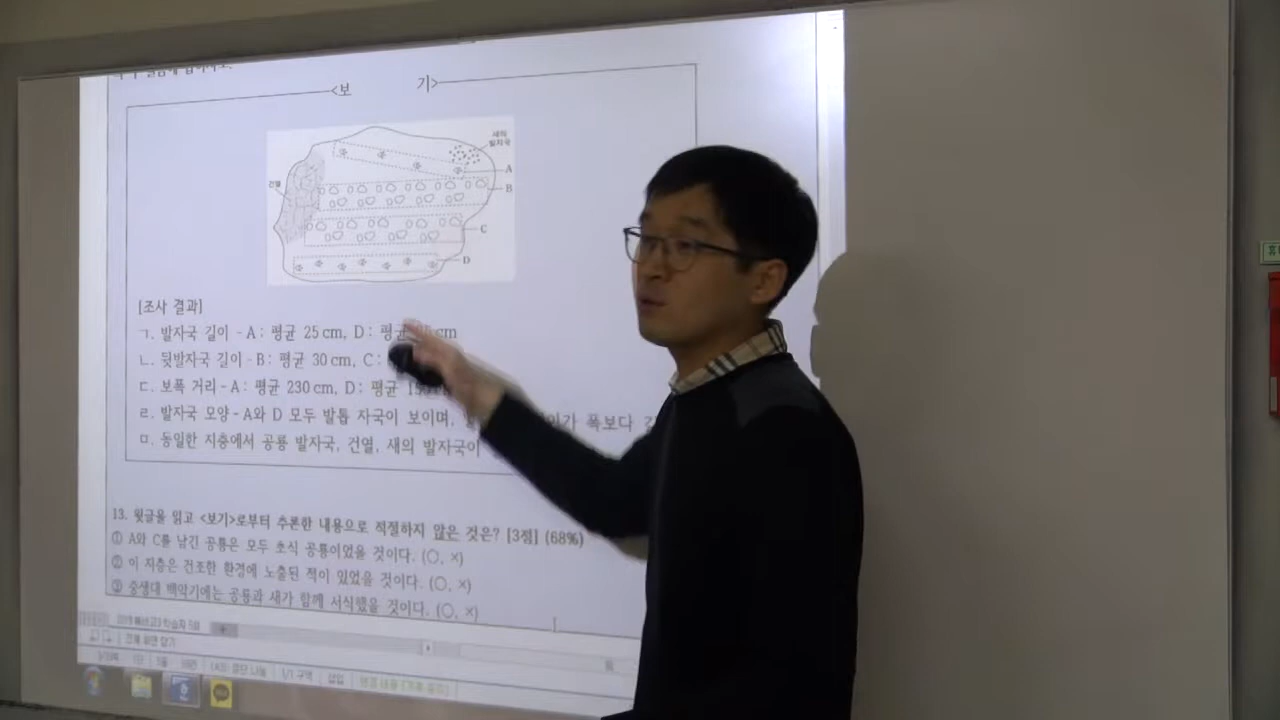 <보 기>
새의
발자국
A
B
건열
C
D
[조사 결과]
ㄱ. 발자국 길이 - A : 평균 25 cm, D : 평균 cm
ㄴ. 뒷발자국 길이 - B : 평균 30 cm, C :
ㄷ. 보폭 거리 - A : 평균 230 cm, D : 평균
ㄹ. 발자국 모양 - A와 D 모두 발톱 자국이 보이며, 폭보다
ㅁ. 동일한 지층에서 공룡 발자국, 건열, 새의 발자국이
13. 윗글을 읽고 <보기>로부터 추론한 내용으로 적절하지 않은 것은? [3점] (68%)
① A와 C를 남긴 공룡은 모두 초식 공룡이었을 것이다. (○, ×)
② 이 지층은 건조한 환경에 노출된 적이 있었을 것이다. (○, ×)
③ 중생대 백악기에는 공룡과 새가 함께 서식했을 것이다. (○, ×)